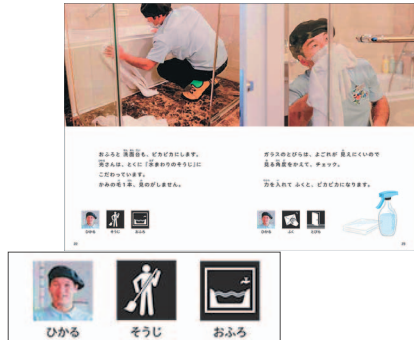 おふろと 洗面台も、ピカピカにします。
光さんは、とくに「水まわりのそうじ」に
こだわっています。
かみの毛1本、見のがしません。
ひかる そうじ おふろ
ガラスのとびらは、よごれが 見えにくいので
見る角度をかえて、チェック。
力を入れて ふくと、ピカピカになります。
ひかる ふく とびら
ひかる そうじ おふろ